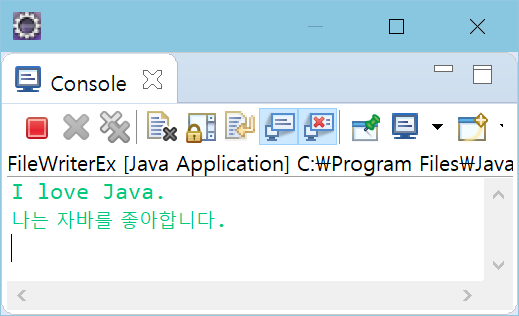 Console
FileWriterEx [Java Application] C:₩Program Files₩Java
I love Java.
나는 자바를 좋아합니다.